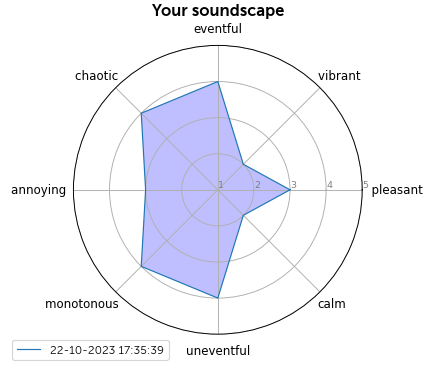 Your soundscape
eventful
chaotic
vibrant
annoying
1 2 3 4 5
pleasant
monotonous
calm
22-10-2023 17:35:39
uneventful